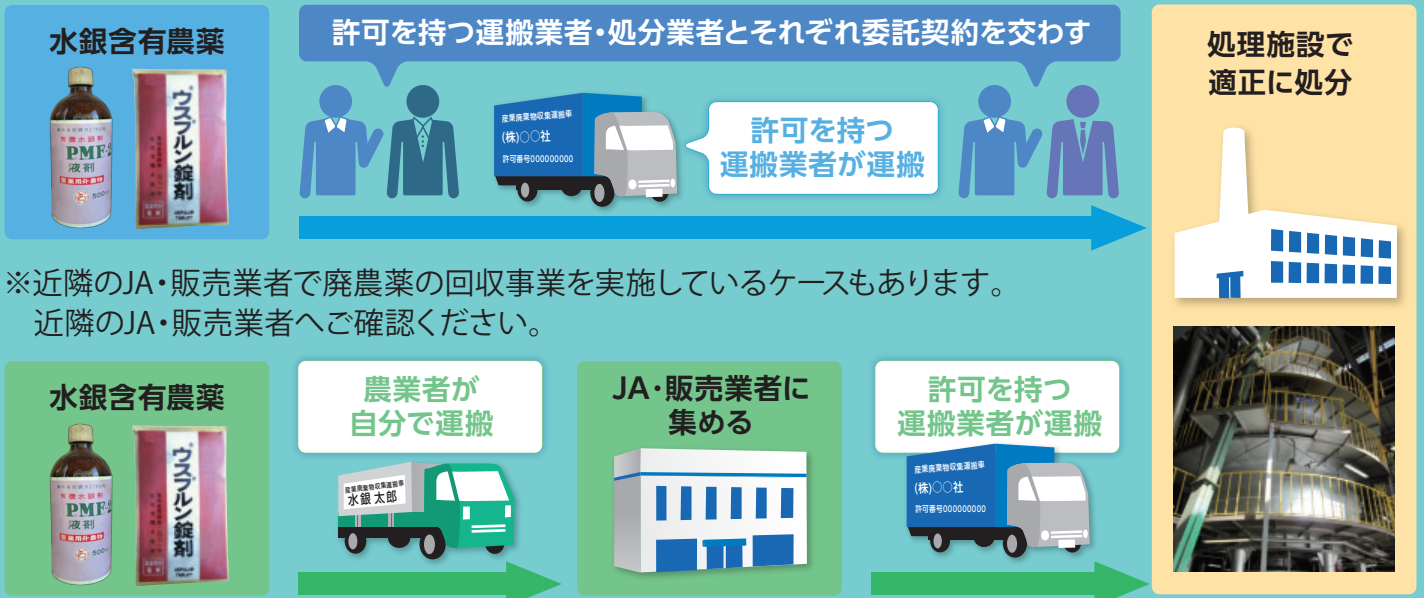 水銀含有農薬
PMF-2
液剤
500cc
ウスプルン錠剤
許可を持つ運搬業者・処分業者とそれぞれ委託契約を交わす
産業廃棄物収集運搬車
(株)〇〇社
許可番号000000000
許可を持つ
運搬業者が運搬
処理施設で
適正に処分
※近隣のJA・販売業者で廃農薬の回収事業を実施しているケースもあります。
近隣のJA・販売業者へご確認ください。
水銀含有農薬
PMF-2
液剤
500cc
ウスプルン錠剤
農業者が
自分で運搬
産業廃棄物収集運搬車
水銀太郎
JA・販売業者に
集める
許可を持つ
運搬業者が運搬
産業廃棄物収集運搬車
(株)〇〇社
許可番号000000000